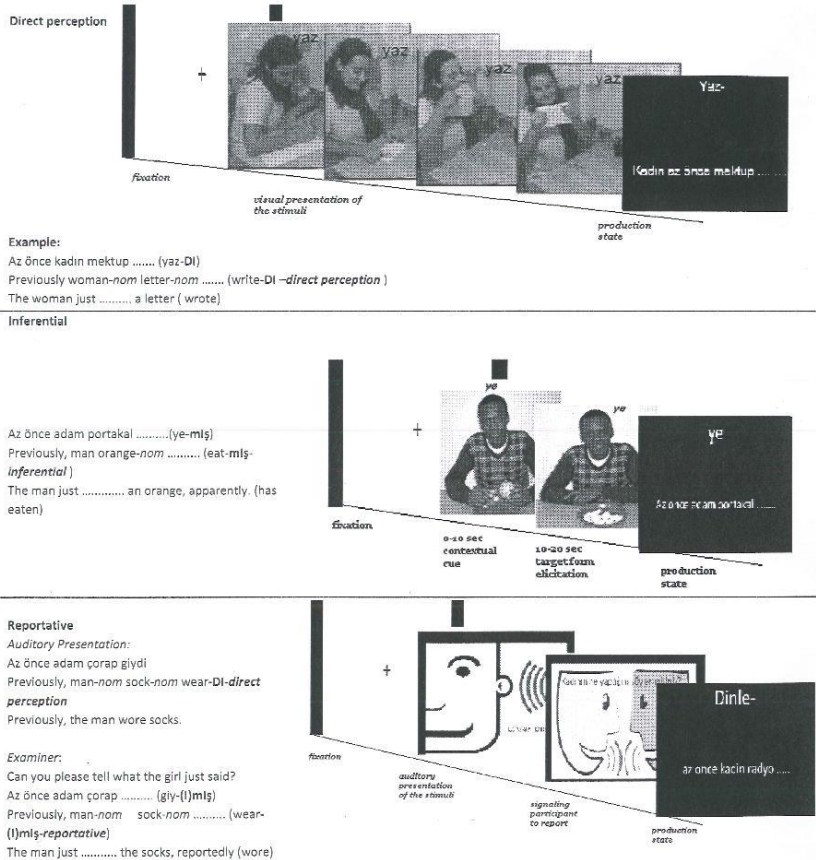 Direct perception
yaz
yaz
yaz
yaz
Yaz-
Kadın az önce mektup ........
fixation
visual presentation of
the stimuli
production
state
Example:
Az önce kadın mektup ....... (yaz-DI)
Previously woman-nom letter-nom ....... (write-DI –direct perception )
The woman just .......... a letter ( wrote)
Inferential
ye
ye
ye
Az önce adam portakal .......
Az önce adam portakal ..........(ye-mIş)
Previously, man orange-nom .......... (eat-mIş-
inferential )
The man just ............. an orange, apparently. (has
eaten)
fixation
0-10 sec
contextual
cue
10-20 sec
target form
elicitation
production
state
Reportative
Auditory Presentation:
Az önce adam çorap giydi
Previously, man-nom sock-nom wear-DI-direct
perception
Previously, the man wore socks.
Examiner:
Can you please tell what the girl just said?
Az önce adam çorap .......... (giy-(I)mIş)
Previously, man-nom sock-nom .......... (wear-
(I)mIş-reportative)
The man just ........... the socks, reportedly (wore)
Dinle-
az once kadin radyo .....
fixation
auditory
presentation
of the stimuli
signaling
participant
to report
production
state